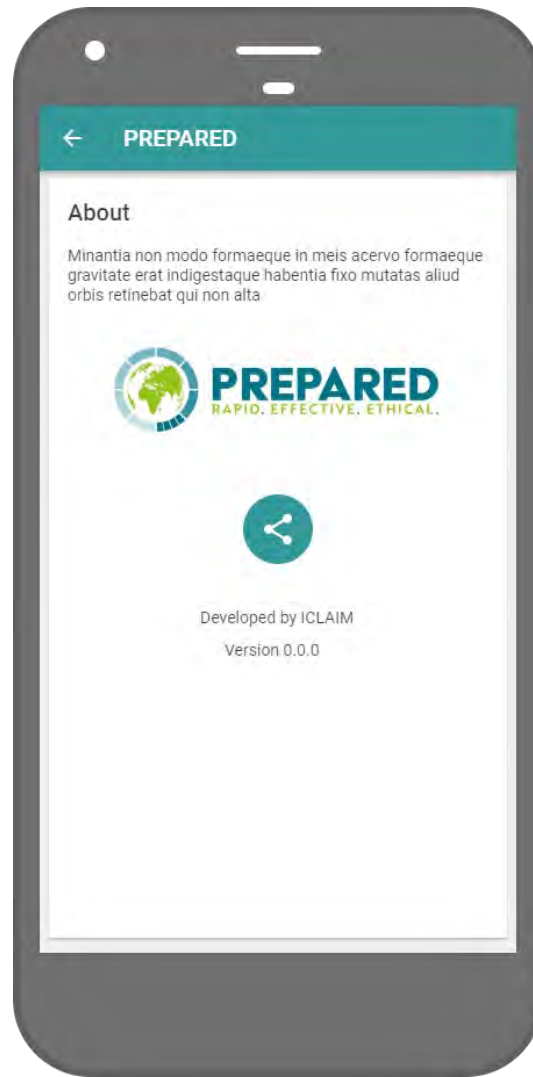 PREPARED
About
Minantia non modo formaeque in meis acervo formaeque
gravitate erat indigestaque habentia fixo mutatas aliud
orbis retinebat qui non alta
PREPARED
RAPID. EFFECTIVE. ETHICAL.
Developed by ICLAIM
Version 0.0.0